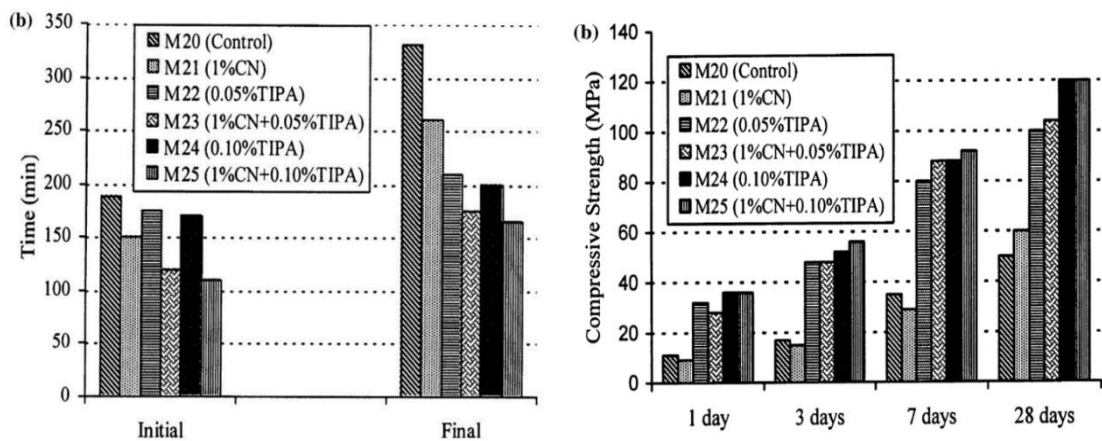 (b)
350
300
250
200
150
100
50
0
Time (min)
M20 (Control)
M21 (1%CN)
M22 (0.05%TIPA)
M23 (1%CN+0.05%TIPA)
M24 (0.10%TIPA)
M25 (1%CN+0.10%TIPA)
Initial
Final
(b)
140
120
100
80
60
40
20
0
Compressive Strength (MPa)
M20 (Control)
M21 (1%CN)
M22 (0.05%TIPA)
M23 (1%CN+0.05%TIPA)
M24 (0.10%TIPA)
M25 (1%CN+0.10%TIPA)
1 day
3 days
7 days
28 days